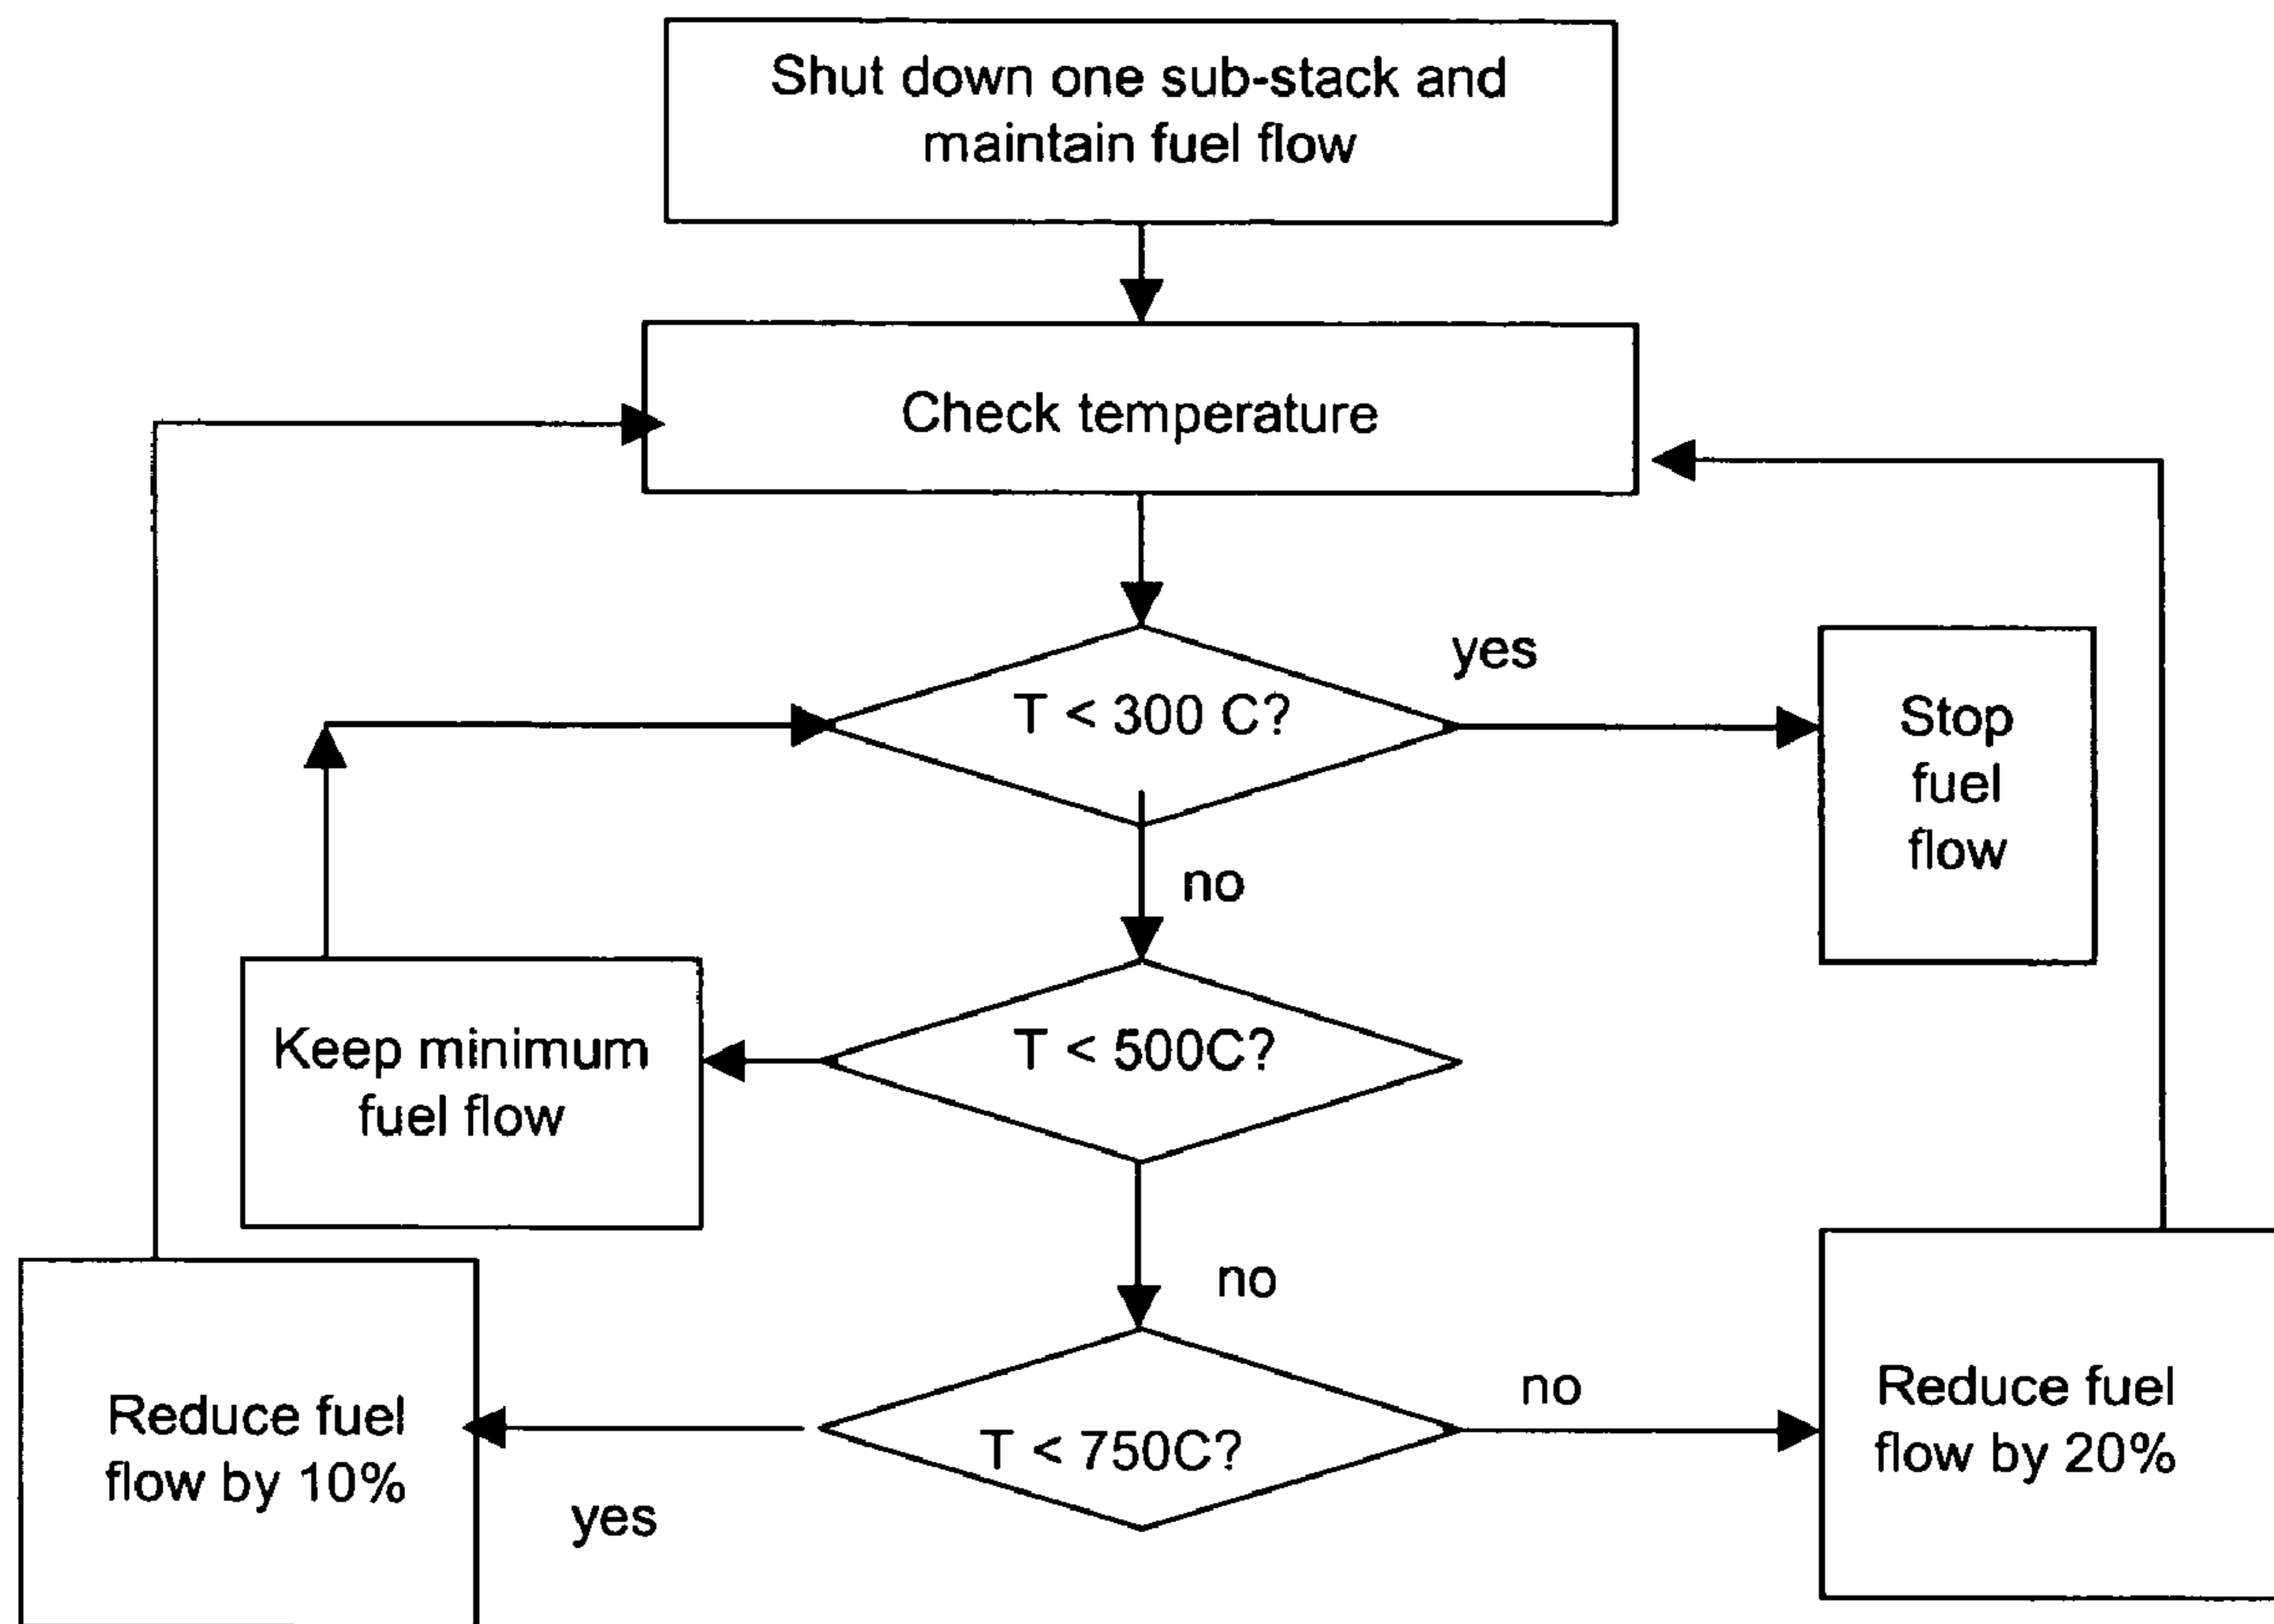 Shut down one sub-stack and
maintain fuel flow
Check temperature
yes
T < 300 C?
Stop
fuel
flow
no
Keep minimum
fuel flow
T < 500C?
no
Reduce fuel
flow by 10%
yes
T < 750C?
no
Reduce fuel
flow by 20%